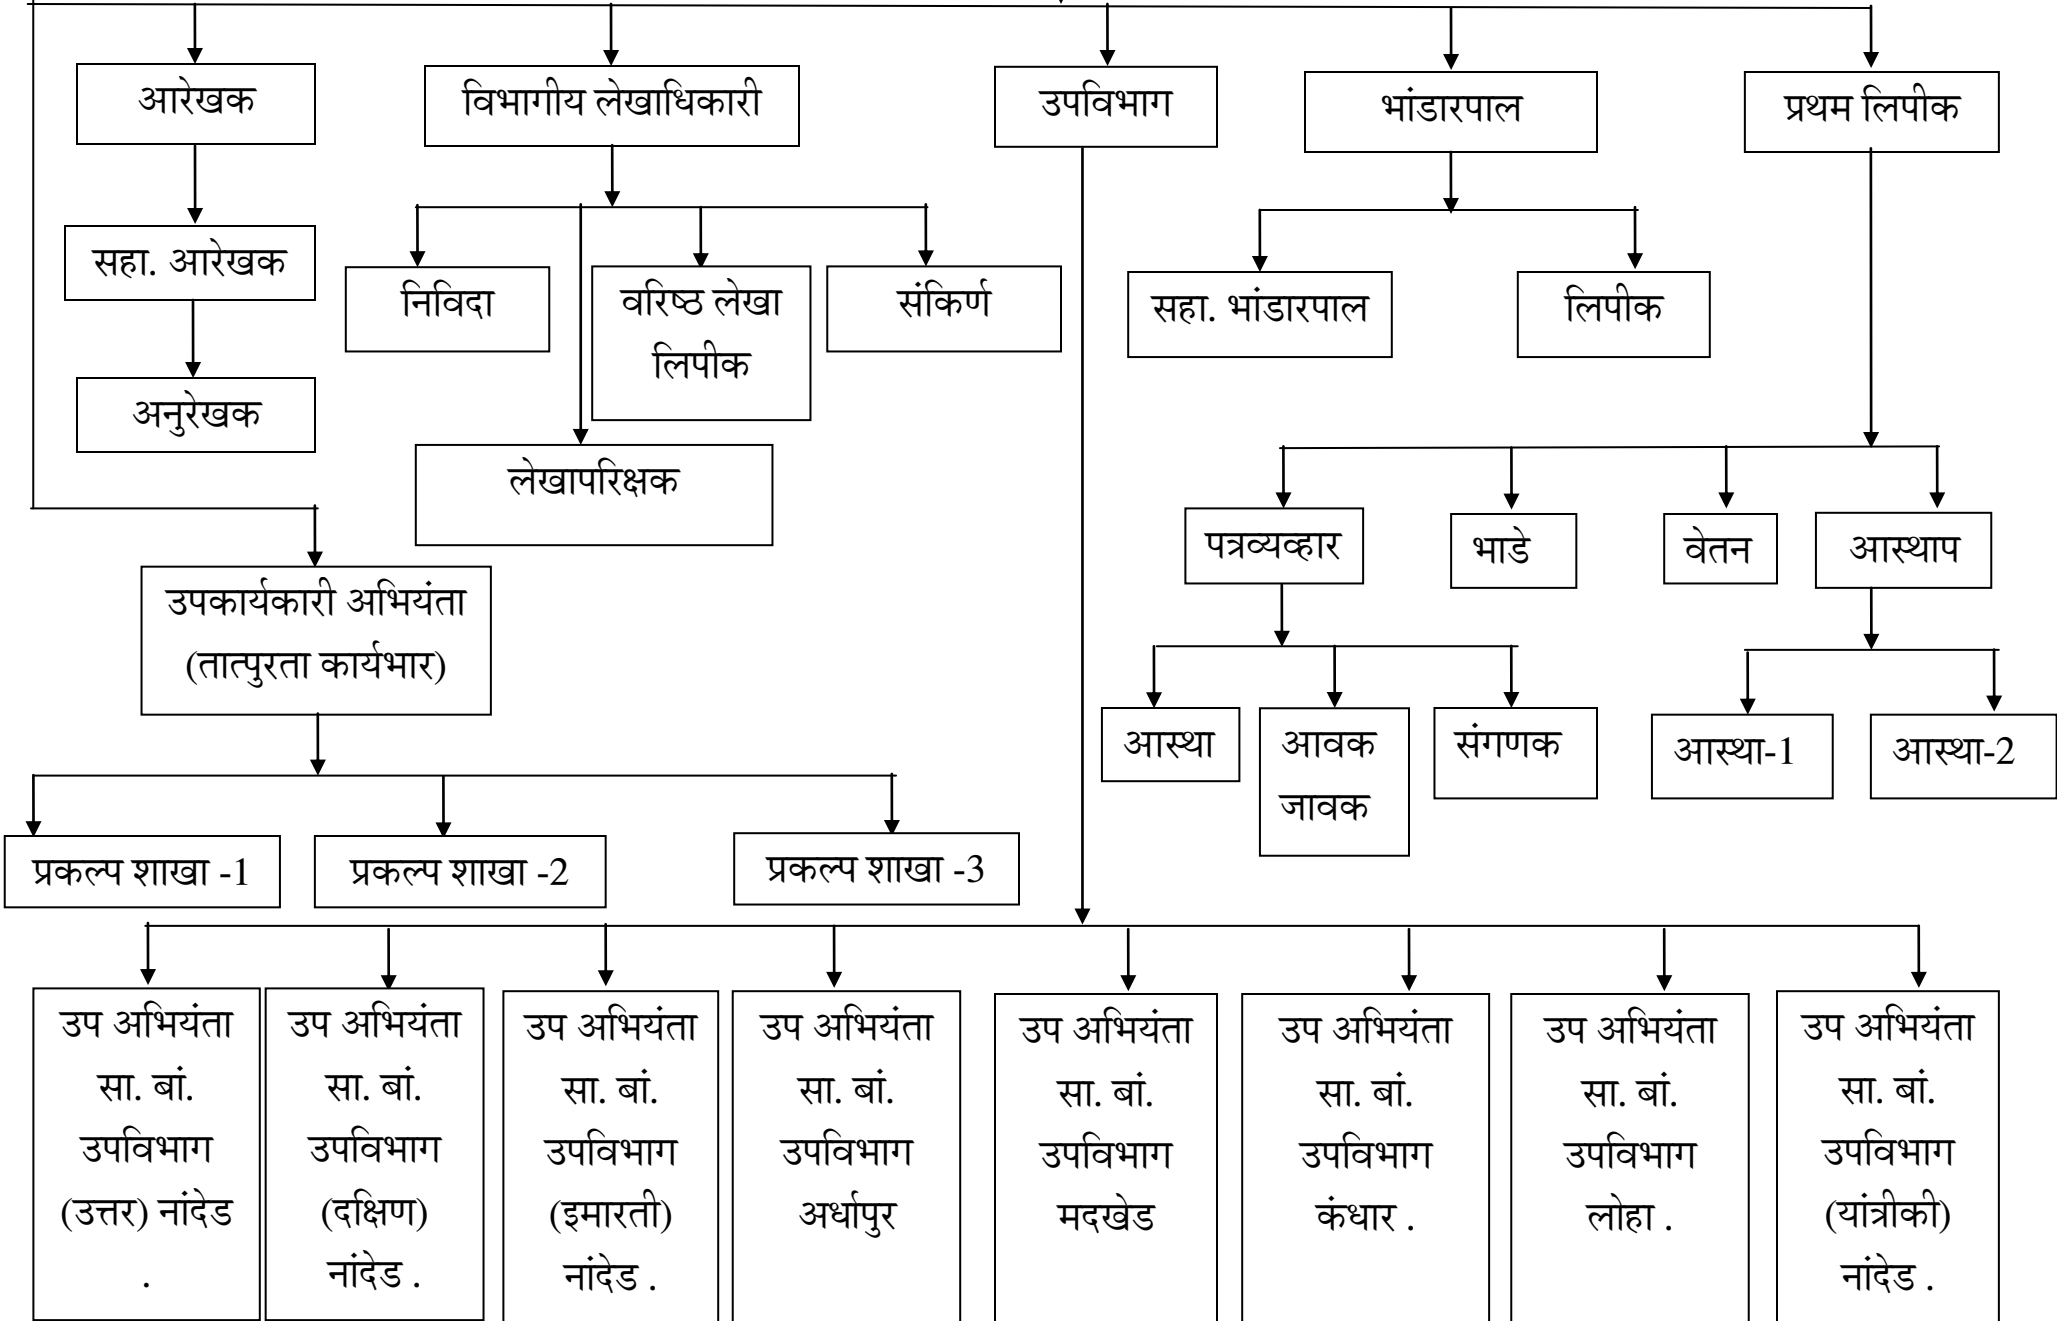 आरेखक
विभागीय लेखाधिकारी
उपविभाग
भांडारपाल
प्रथम लिपीक
सहा. आरेखक
निविदा
वरिष्ठ लेखा
लिपीक
संकिर्ण
सहा. भांडारपाल
लिपीक
अनुरेखक
लेखापरिक्षक
पत्रव्यव्हार
भाडे
वेतन
आस्थाप
उपकार्यकारी अभियंता
(तात्पुरता कार्यभार)
आस्था
आवक
जावक
संगणक
आस्था-1
आस्था-2
प्रकल्प शाखा -1
प्रकल्प शाखा -2
प्रकल्प शाखा -3
उप अभियंता
सा. बां.
उपविभाग
(उत्तर) नांदेड
.
उप अभियंता
सा. बां.
उपविभाग
(दक्षिण)
नांदेड .
उप अभियंता
सा. बां.
उपविभाग
(इमारती)
नांदेड .
उप अभियंता
सा. बां.
उपविभाग
अर्धापुर
उप अभियंता
सा. बां.
उपविभाग
मदखेड
उप अभियंता
सा. बां.
उपविभाग
कंधार .
उप अभियंता
सा. बां.
उपविभाग
लोहा .
उप अभियंता
सा. बां.
उपविभाग
(यांत्रीकी)
नांदेड .